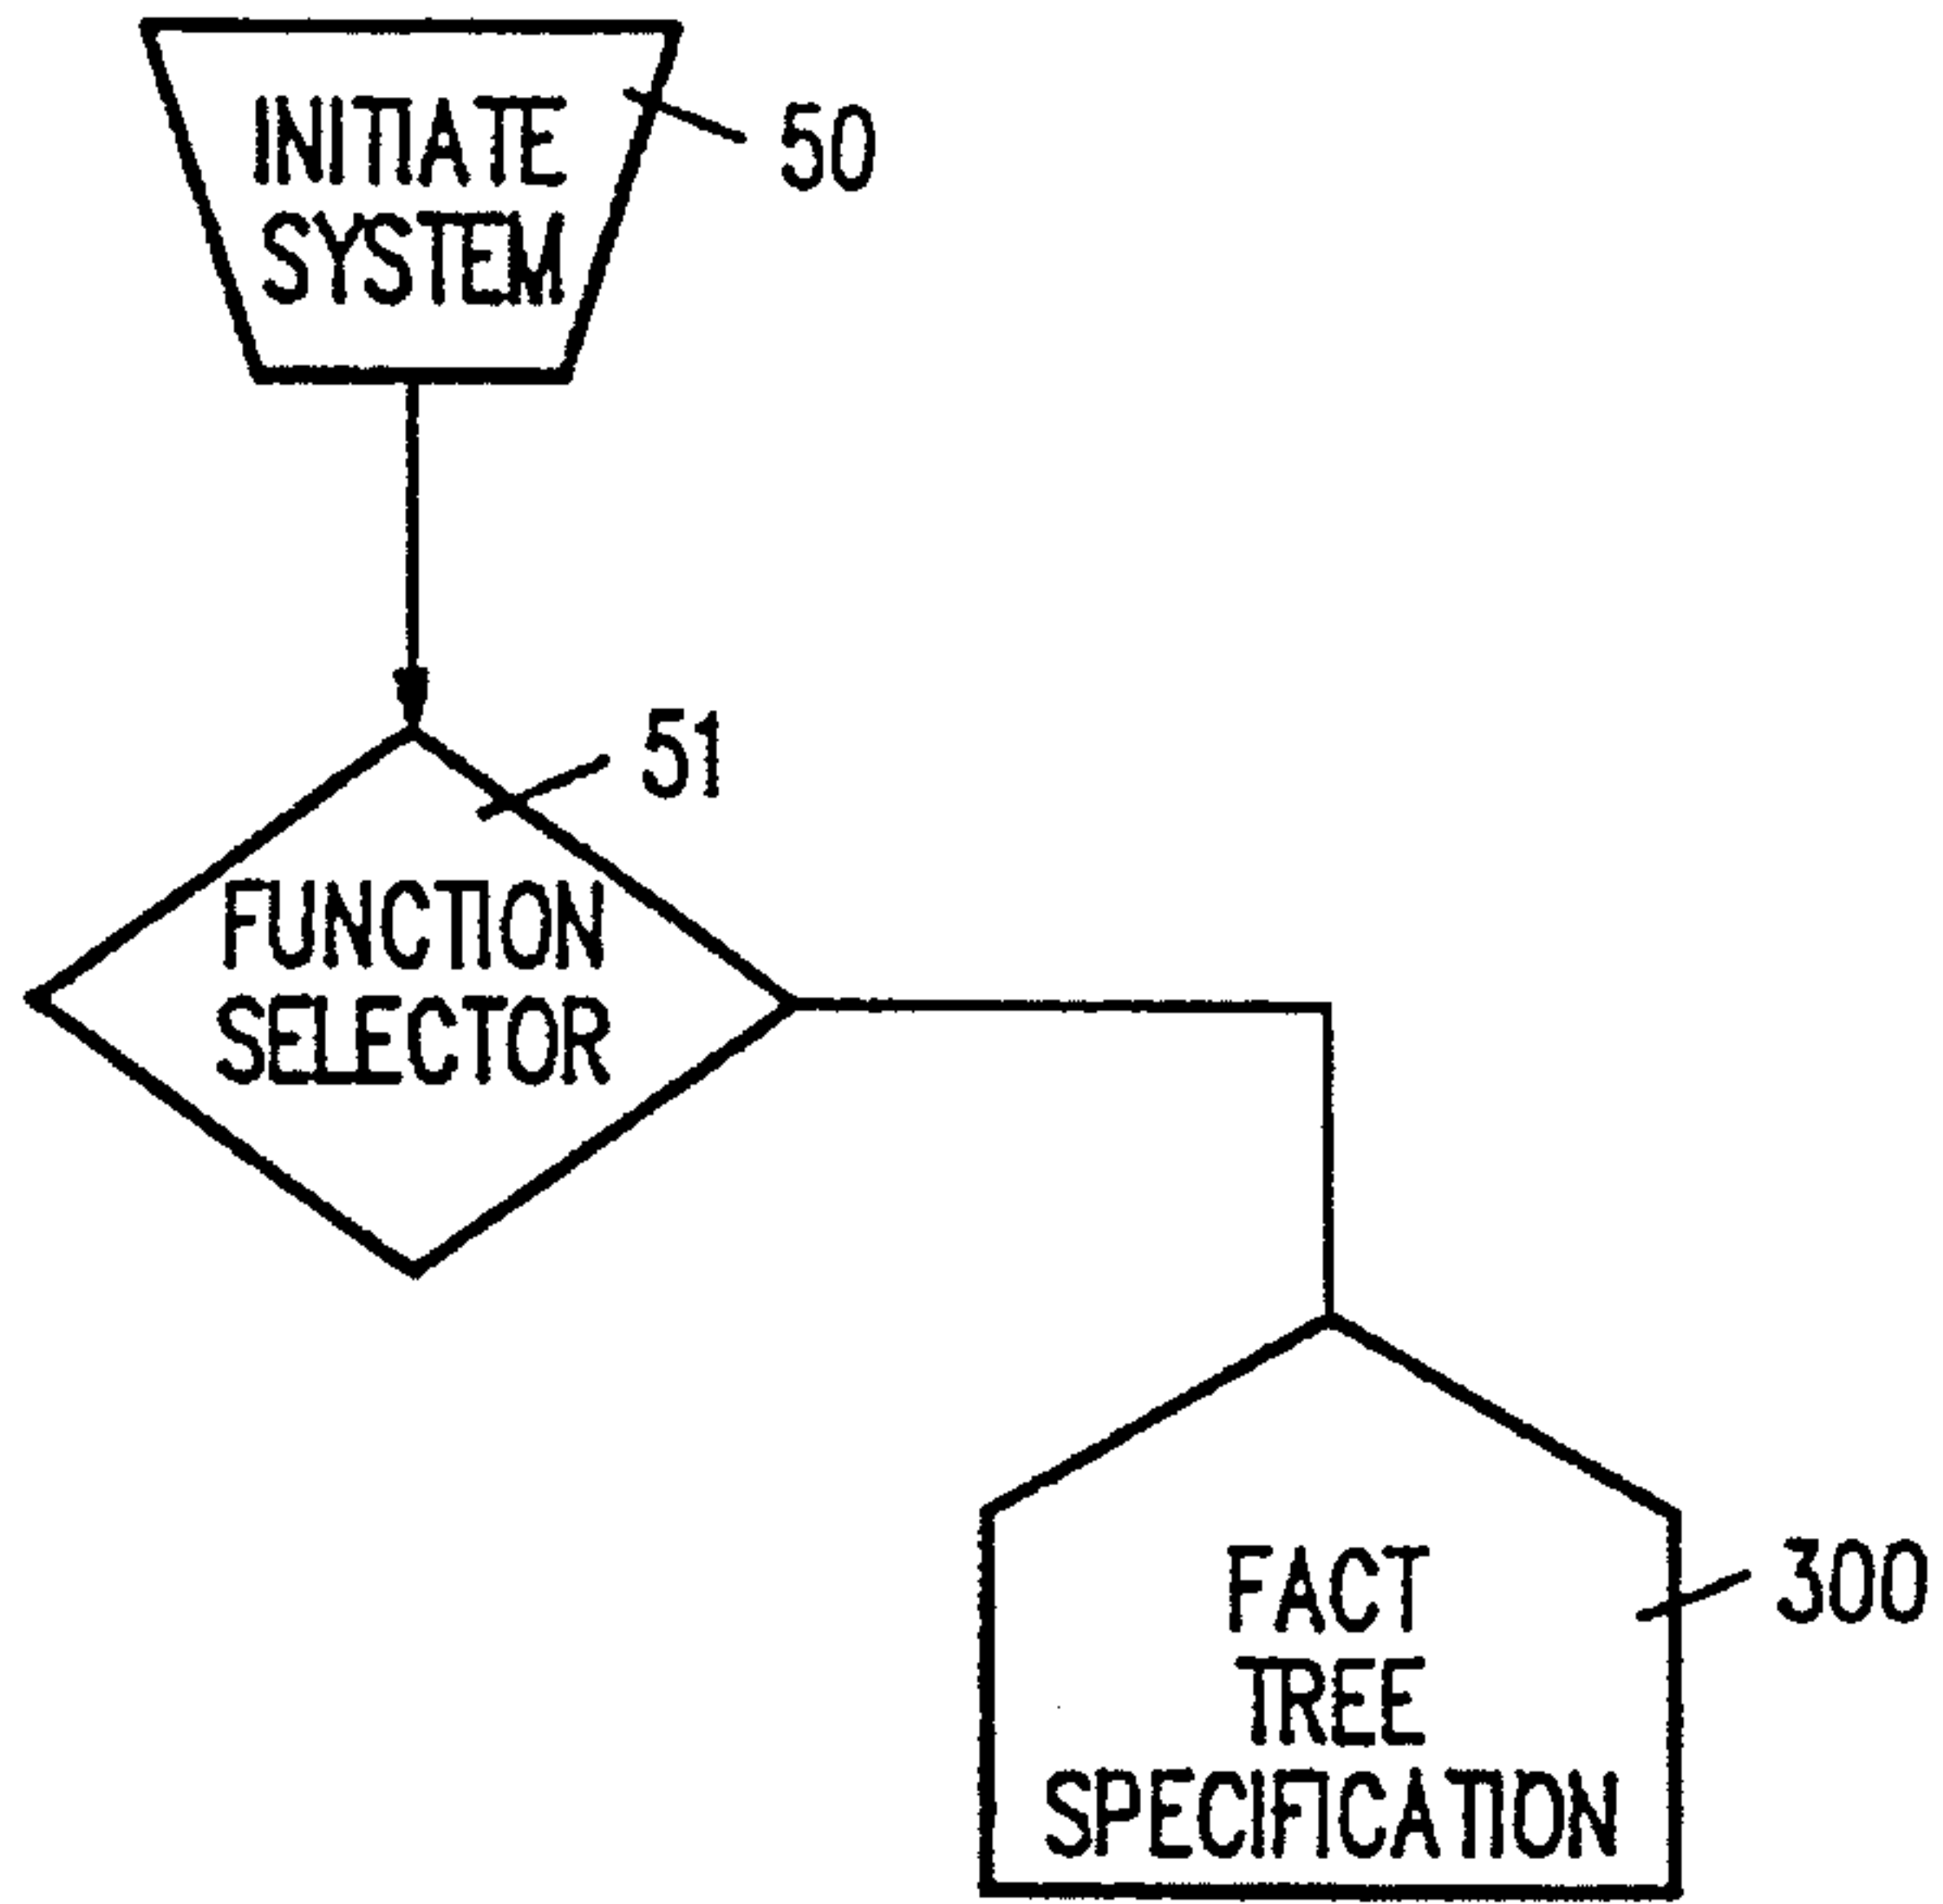 INITIATE
SYSTEM
50
51
FUNCTION
SELECTOR
FACT
TREE
SPECIFICATION
300